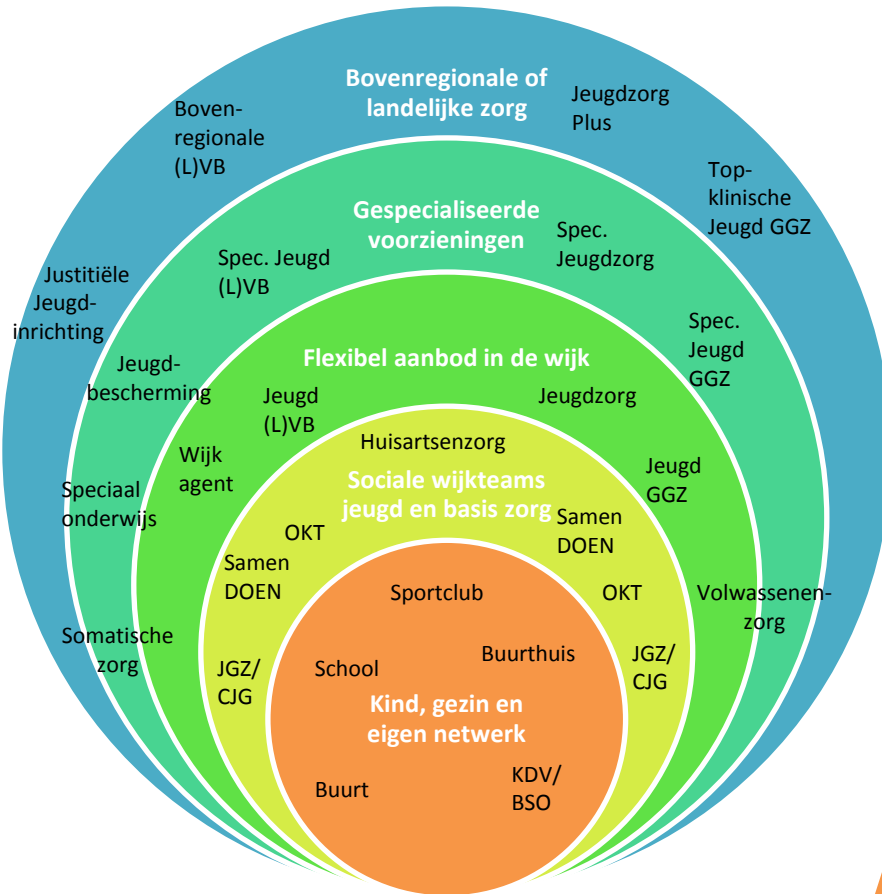 Bovenregionale of
landelijke zorg
Boven-
regionale
(L)VB
Jeugdzorg
Plus
Top-
klinische
Jeugd GGZ
Justitiële
Jeugd-
inrichting
Gespecialiseerde
voorzieningen
Spec. Jeugd
(L)VB
Spec.
Jeugdzorg
Spec.
Jeugd
GGZ
Jeugd-
bescherming
Speciaal
onderwijs
Somatische
zorg
Volwassenen-
zorg
Flexibel aanbod in de wijk
Jeugd
(L)VB
Jeugdzorg
Wijk
agent
Jeugd
GGZ
Huisartsenzorg
Sociale wijkteams
jeugd en basis zorg
OKT
Samen
DOEN
Samen
DOEN
OKT
JGZ/
CJG
JGZ/
CJG
Sportclub
Buurthuis
School
Kind, gezin en
eigen netwerk
Buurt
KDV/
BSO